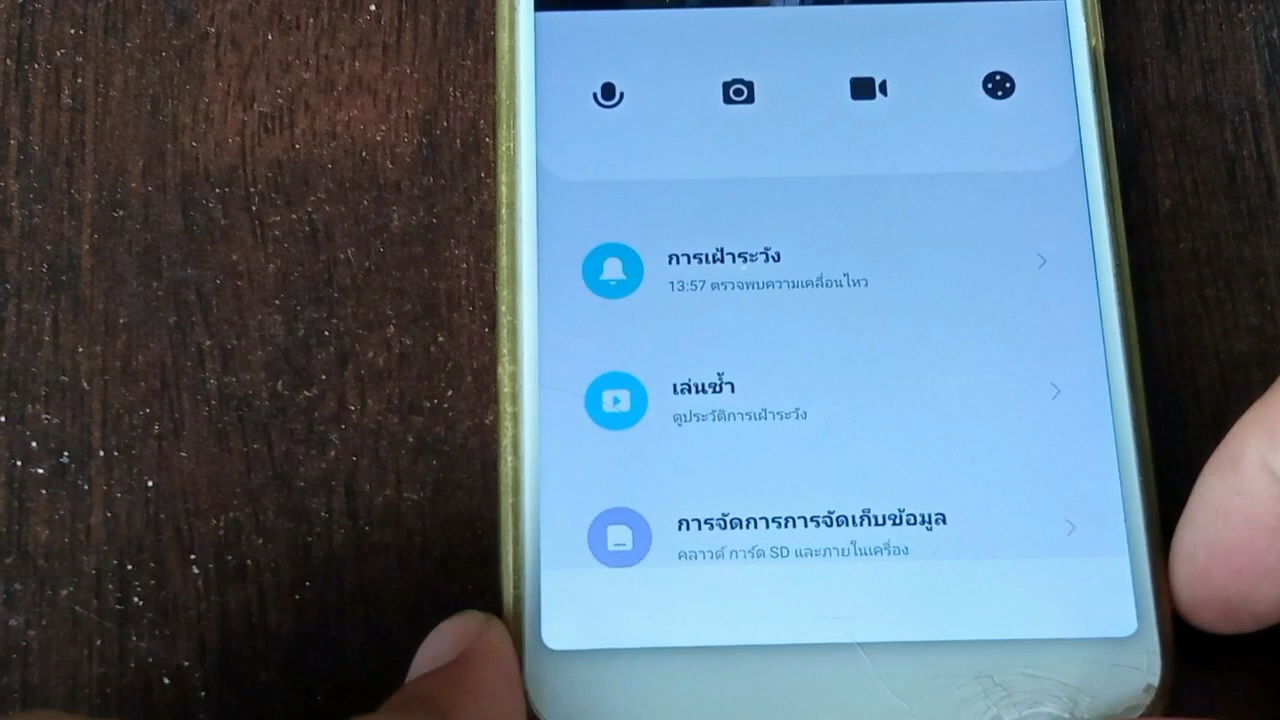 การเฝ้าระวัง
13:57 ตรวจพบความเคลื่อนไหว
เล่นซ้ำ
ดูประวัติการเฝ้าระวัง
การจัดการการจัดเก็บข้อมูล
คลาวด์ การ์ด SD และภายในเครื่อง